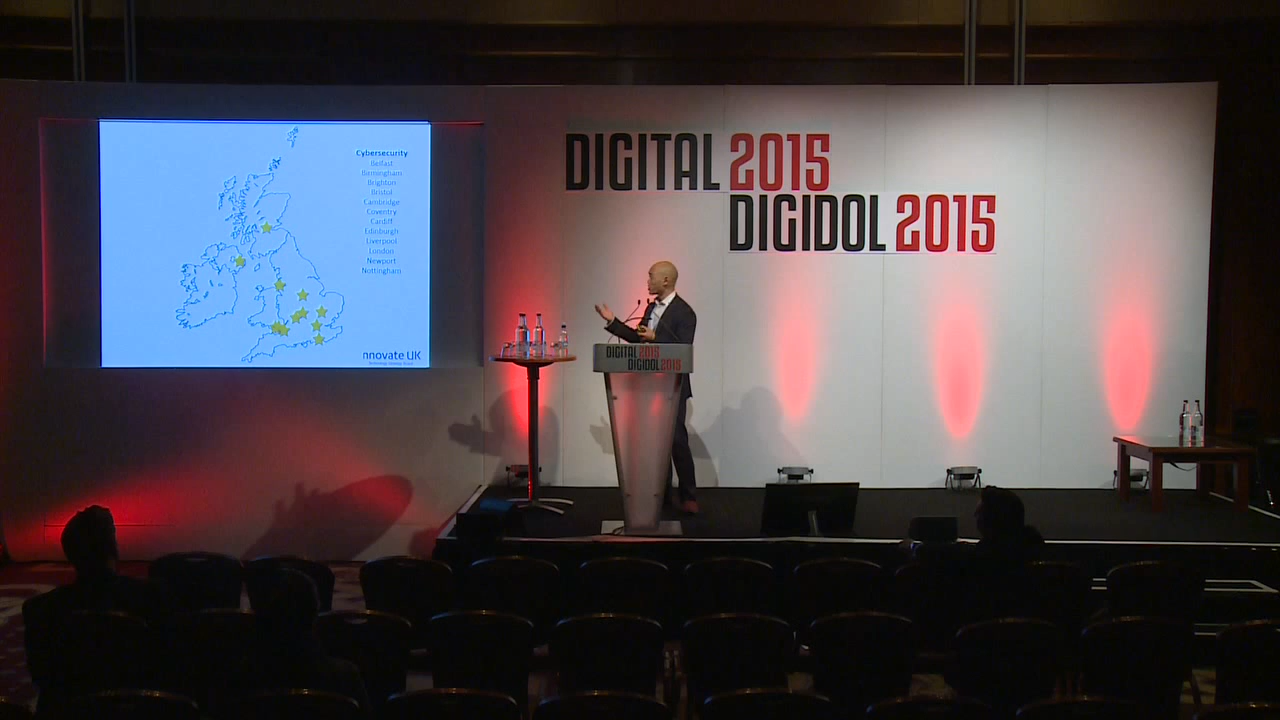 Cybersecurity
Belfast
Birmingham
Brighton
Bristol
Cambridge
Coventry
Cardiff
Edinburgh
Liverpool
London
Newport
Nottingham
nnovate UK
DIGITAL 2015
DIGIDOL 2015
DIGITAL 2015
DIGIDOL 2015